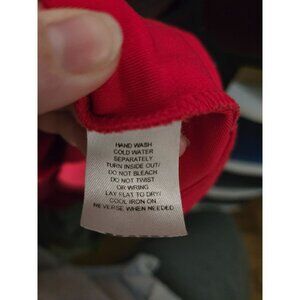 HAND WASH
COLD WATER
SEPARATELY
TURN INSIDE OUT/
DO NOT BLEACH
DO NOT TWIST
OR WRING
LAY FLAT TO DRY/
COOL IRON ON
REVERSE WHEN NEEDED